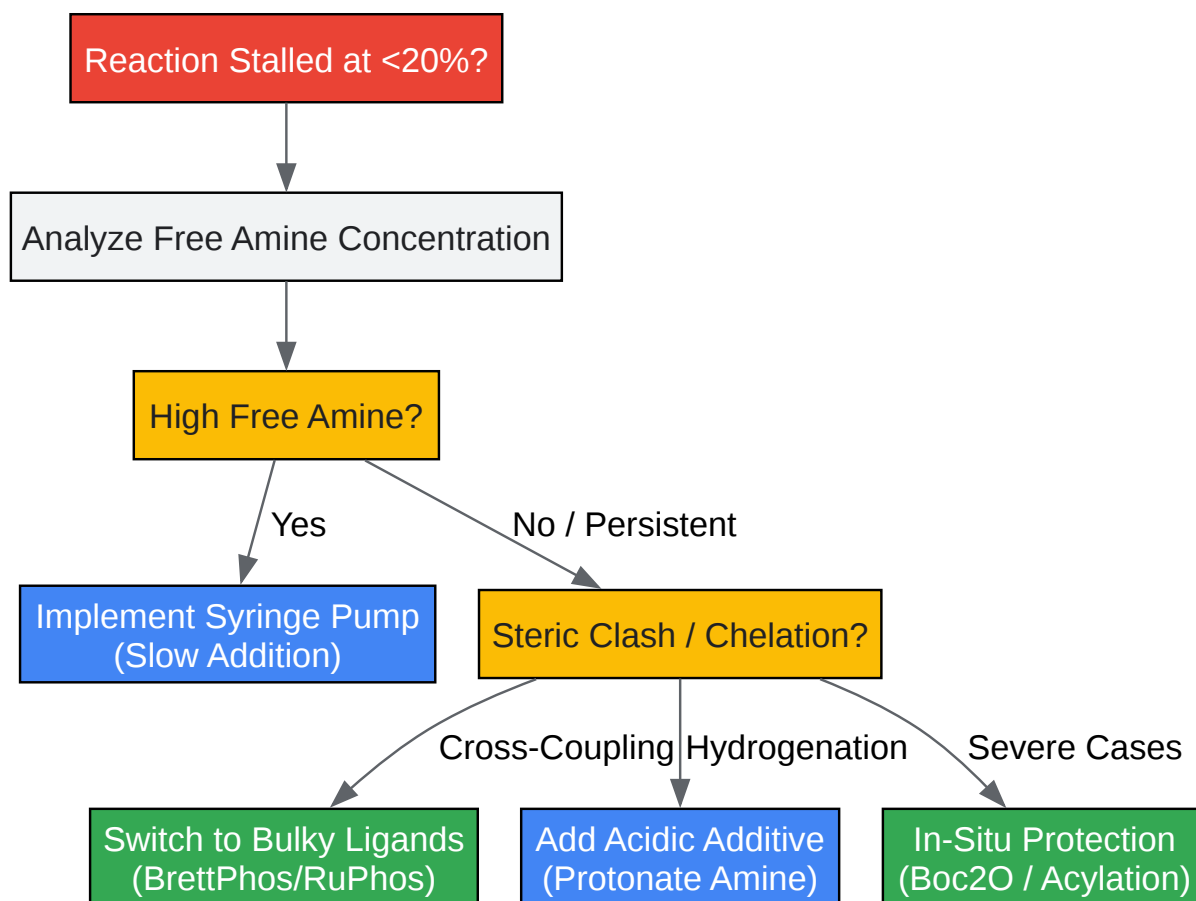 Reaction Stalled at <20%?
Analyze Free Amine Concentration
High Free Amine?
Yes
No / Persistent
Implement Syringe Pump
(Slow Addition)
Steric Clash / Chelation?
Cross-Coupling
Hydrogenation
Severe Cases
Switch to Bulky Ligands
(BrettPhos/RuPhos)
Add Acidic Additive
(Protonate Amine)
In-Situ Protection
(Boc2O / Acylation)